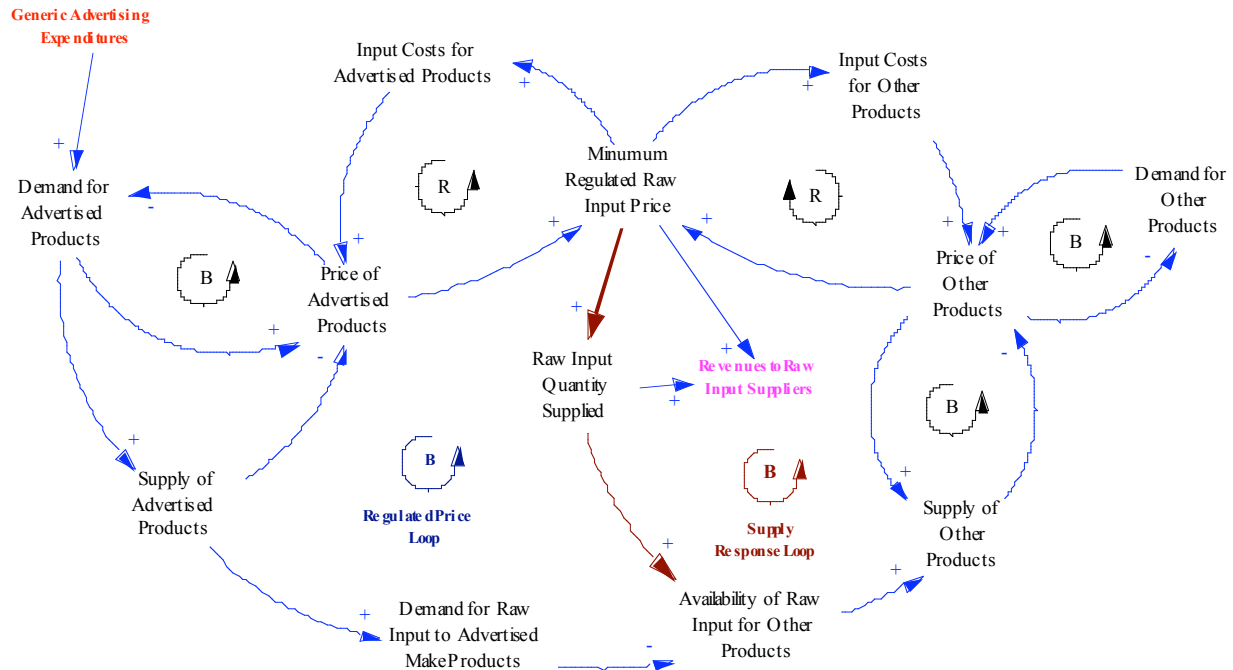 Generic Advertising
Expenditures
Input Costs for
Advertised Products
Input Costs
for Other
Products
+
+
+
Minumum
Regulated Raw
Input Price
Demand for
Advertised
Products
-
R
R
Demand for
Other
Products
+
+
+
+
+
B
B
Price of
Advertised
Products
Price of
Other
Products
-
+
+
-
+
-
Raw Input
Quantity
Supplied
+
Revenues to Raw
Input Suppliers
+
B
+
B
B
+
Supply of
Advertised
Products
Regulated Price
Loop
Supply
Response Loop
Supply of
Other
Products
+
+
+
Demand for Raw
Input to Advertised
MakeProducts
-
Availability of Raw
Input for Other
Products